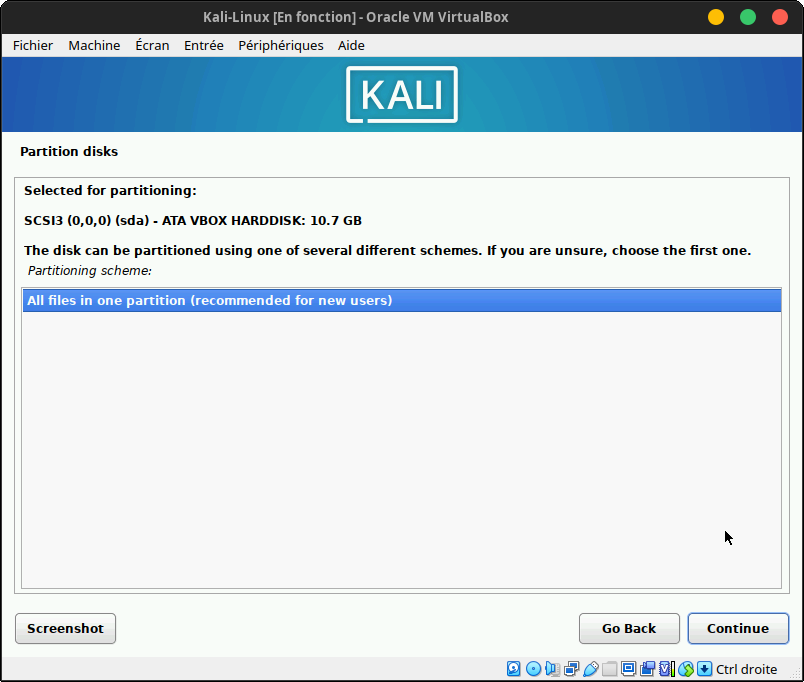 Kali-Linux [En fonction] - Oracle VM VirtualBox
Fichier Machine Écran Entrée Périphériques Aide
KALI
Partition disks
Selected for partitioning:
SCSI3 (0,0,0) (sda) - ATA VBOX HARDDISK: 10.7 GB
The disk can be partitioned using one of several different schemes. If you are unsure, choose the first one.
Partitioning scheme:
All files in one partition (recommended for new users)
Screenshot Go Back Continue
Ctrl droite